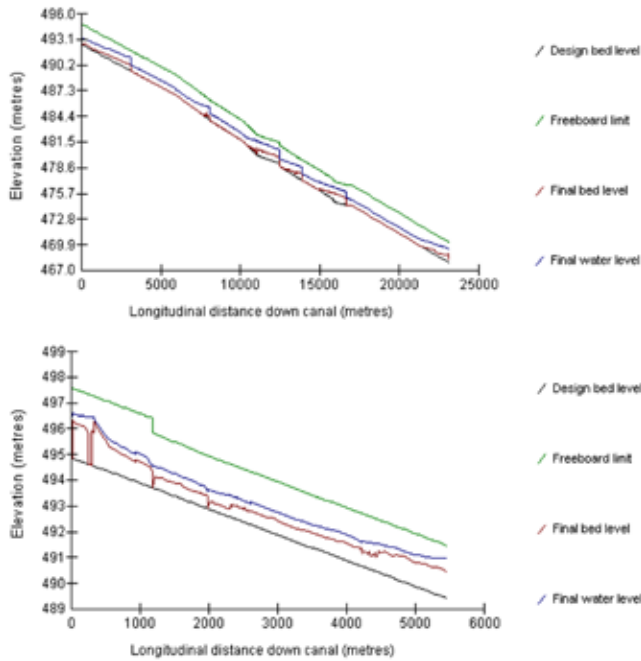 496.0
493.1
490.2
487.3
484.4
481.5
478.6
475.7
472.8
469.9
467.0
Elevation (metres)
0 5000 10000 15000 20000 25000
Longitudinal distance down canal (metres)
Design bed level
Freeboard limit
Final bed level
Final water level
499
498
497
496
495
494
493
492
491
490
489
Elevation (metres)
0 1000 2000 3000 4000 5000 6000
Longitudinal distance down canal (metres)
Design bed level
Freeboard limit
Final bed level
Final water level